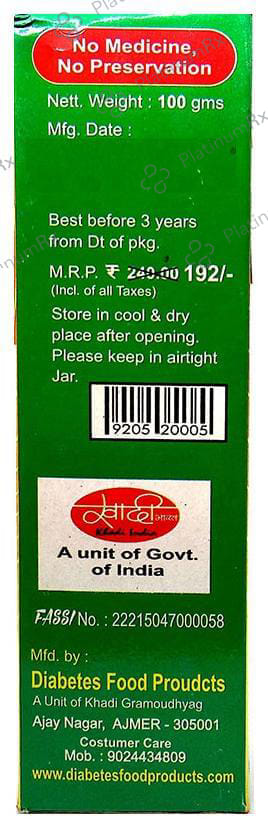 No Medicine,
No Preservation
Nett. Weight : 100 gms
Mfg. Date :
Best before 3 years
from Dt of pkg.
M.R.P. ₹ 249.00 192/-
(Incl. of all Taxes)
Store in cool & dry
place after opening.
Please keep in airtight
Jar.
9205 20005
खादी भारत
Khadi India
A unit of Govt.
of India
FASSI No. : 22215047000058
Mfd. by :
Diabetes Food Proudcts
A Unit of Khadi Gramoudhyag
Ajay Nagar, AJMER - 305001
Costumer Care
Mob. : 9024434809
www.diabetesfoodproducts.com
PlatinumRx